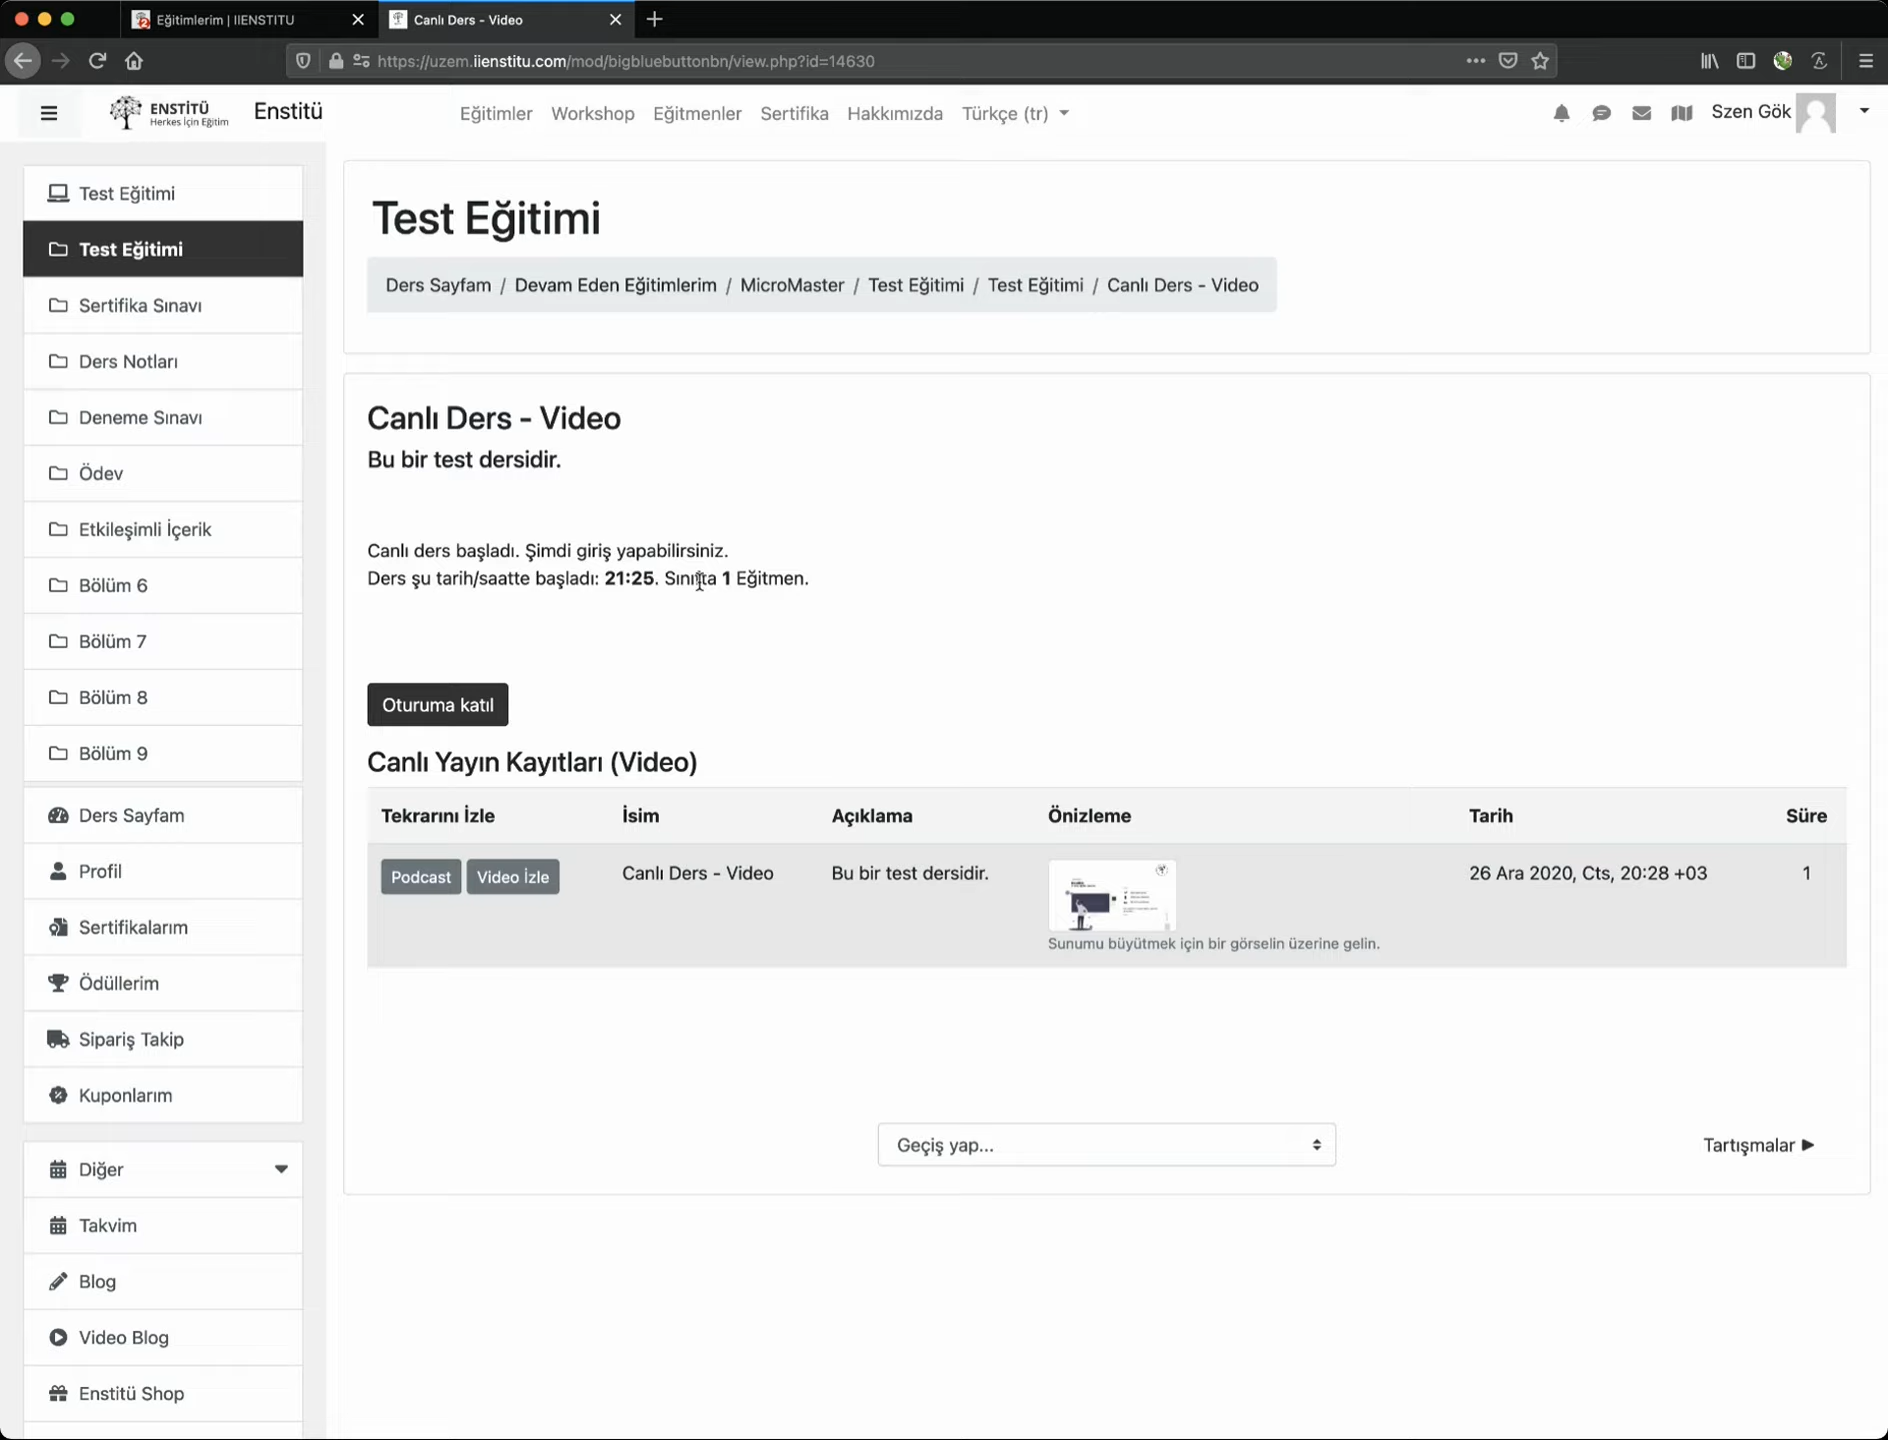 Eğitimlerim | IIENSTITU
Canlı Ders - Video
https://uzem.iienstitu.com/mod/bigbluebuttonbn/view.php?id=14630
ENSTİTÜ
Herkes İçin Eğitim
Enstitü
Eğitimler
Workshop
Eğitmenler
Sertifika
Hakkımızda
Türkçe (tr)
Szen Gök
Test Eğitimi
Test Eğitimi
Sertifika Sınavı
Ders Notları
Deneme Sınavı
Ödev
Etkileşimli İçerik
Bölüm 6
Bölüm 7
Bölüm 8
Bölüm 9
Ders Sayfam
Profil
Sertifikalarım
Ödüllerim
Sipariş Takip
Kuponlarım
Diğer
Takvim
Blog
Video Blog
Enstitü Shop
Test Eğitimi
Ders Sayfam / Devam Eden Eğitimlerim / MicroMaster / Test Eğitimi / Test Eğitimi / Canlı Ders - Video
Canlı Ders - Video
Bu bir test dersidir.
Canlı ders başladı. Şimdi giriş yapabilirsiniz.
Ders şu tarih/saatte başladı: 21:25. Sınıfta 1 Eğitmen.
Oturuma katıl
Canlı Yayın Kayıtları (Video)
Tekrarını İzle İsim Açıklama Önizleme Tarih Süre
Podcast Video İzle Canlı Ders - Video Bu bir test dersidir. 26 Ara 2020, Cts, 20:28 +03 1
Sunumu büyütmek için bir görselin üzerine gelin.
Geçiş yap...
Tartışmalar ►